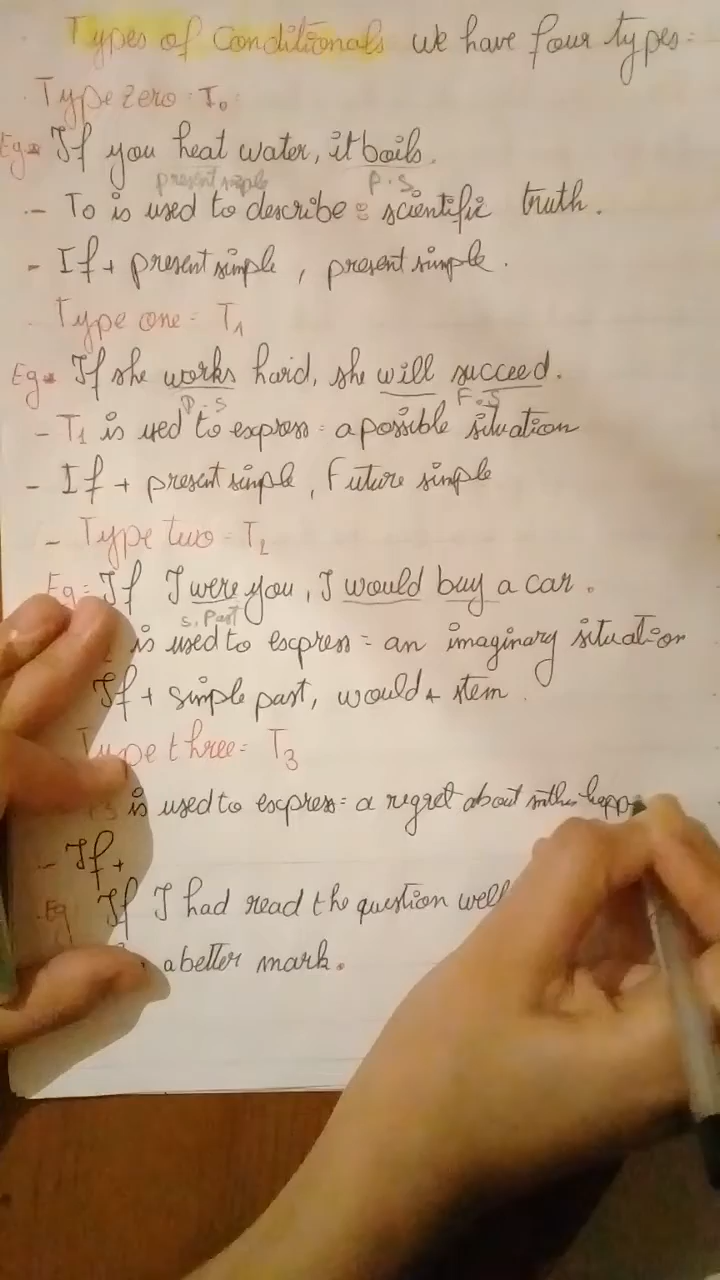 Types of Conditionals we have four types:
Type zero: T0
Eg= If you heat water, it boils.
present simple P.S
- To is used to describe: scientific truth.
- If + present simple, present simple.
Type one= T1
Eg= If she works hard, she will succeed.
P.S F.S
- T1 is used to express= a possible situation
- If + present simple, Future simple
- Type two= T2
Eg= If I were you, I would buy a car.
S. Past
is used to express= an imaginary situation
If + simple past, would + stem
Type three= T3
is used to express= a regret about happ
- If +
Eg If I had read the question well
a better mark.